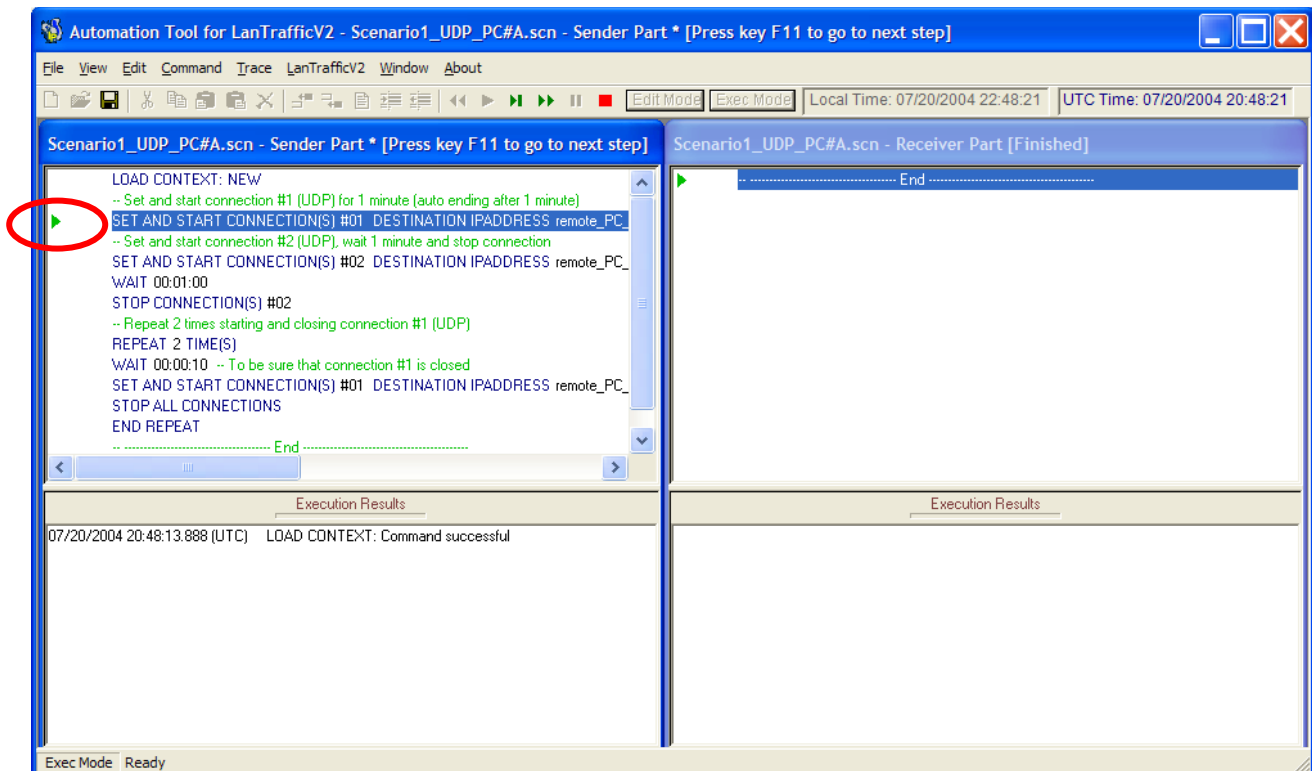 Automation Tool for LanTrafficV2 - Scenario1_UDP_PC#A.scn - Sender Part * [Press key F11 to go to next step]
File View Edit Command Trace LanTrafficV2 Window About
Edit Mode Exec Mode Local Time: 07/20/2004 22:48:21 UTC Time: 07/20/2004 20:48:21
Scenario1_UDP_PC#A.scn - Sender Part * [Press key F11 to go to next step]
LOAD CONTEXT: NEW
-- Set and start connection #1 (UDP) for 1 minute (auto ending after 1 minute)
SET AND START CONNECTION(S) #01 DESTINATION IPADDRESS remote_PC_
-- Set and start connection #2 (UDP), wait 1 minute and stop connection
SET AND START CONNECTION(S) #02 DESTINATION IPADDRESS remote_PC_
WAIT 00:01:00
STOP CONNECTION(S) #02
-- Repeat 2 times starting and closing connection #1 (UDP)
REPEAT 2 TIME(S)
WAIT 00:00:10 -- To be sure that connection #1 is closed
SET AND START CONNECTION(S) #01 DESTINATION IPADDRESS remote_PC_
STOP ALL CONNECTIONS
END REPEAT
-- ------------------------------------ End ----------------------------------------
Execution Results
07/20/2004 20:48:13.888 (UTC) LOAD CONTEXT: Command successful
Scenario1_UDP_PC#A.scn - Receiver Part [Finished]
-- ------------------------------------ End ----------------------------------------
Execution Results
Exec Mode Ready